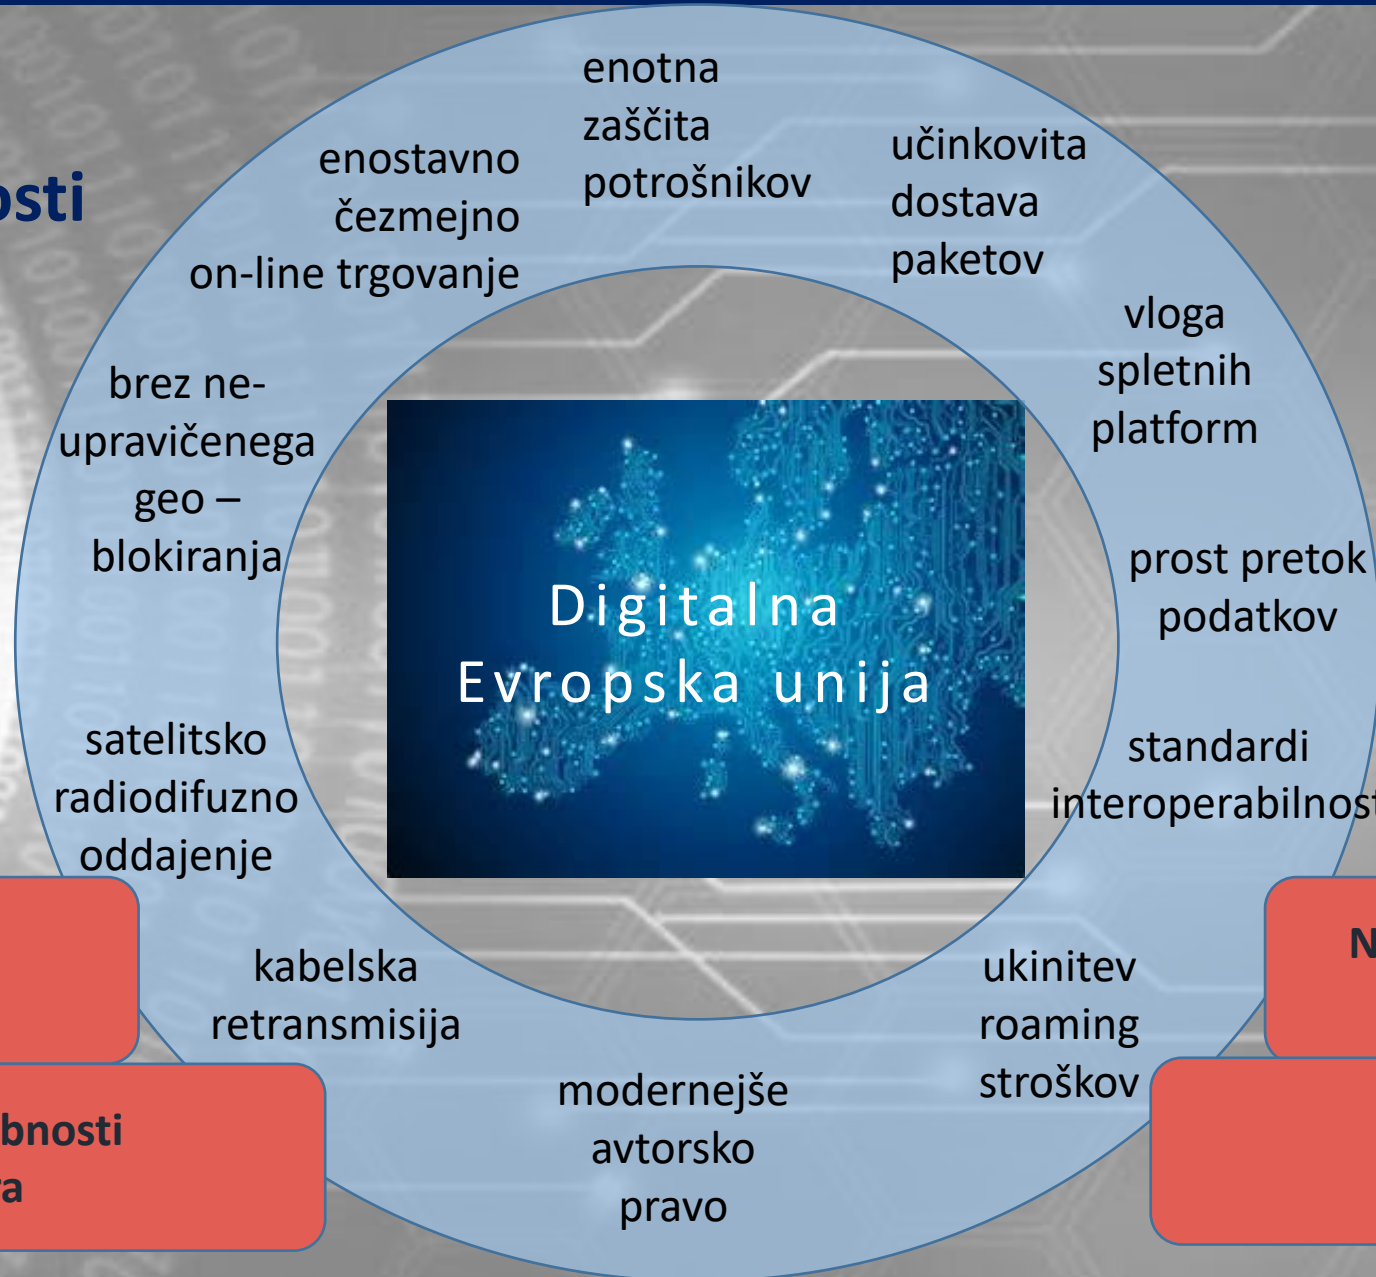 enotna
zaščita
potrošnikov
učinkovita
dostava
paketov
enostavno
čezmejno
on-line trgovanje
osti
vloga
spletnih
platform
brez ne-
upravičenega
geo –
blokiranja
prost pretok
podatkov
Digitalna
Evropska unija
satelitsko
radiodifuzno
oddajenje
standardi
interoperabilnost
N
kabelska
retransmisija
ukinitev
roaming
stroškov
modernejše
avtorsko
pravo
bnosti
a